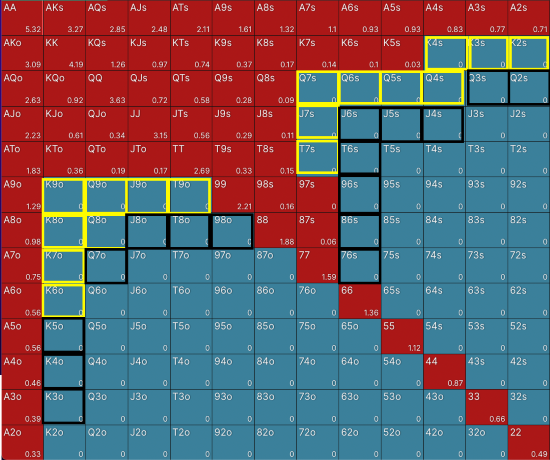 AA AKs AQs AJs ATs A9s A8s A7s A6s A5s A4s A3s A2s
5.32 3.27 2.85 2.48 2.11 1.61 1.32 1.1 0.93 0.93 0.83 0.77 0.71
AKo KK KQs KJs KTs K9s K8s K7s K6s K5s K4s K3s K2s
3.09 4.19 1.26 0.97 0.74 0.37 0.17 0.14 0.1 0.03 0 0 0
AQo KQo QQ QJs QTs Q9s Q8s Q7s Q6s Q5s Q4s Q3s Q2s
2.63 0.92 3.63 0.72 0.58 0.28 0.09 0 0 0 0 0 0
AJo KJo QJo JJ JTs J9s J8s J7s J6s J5s J4s J3s J2s
2.23 0.61 0.34 3.15 0.56 0.29 0.11 0 0 0 0 0 0
ATo KTo QTo JTo TT T9s T8s T7s T6s T5s T4s T3s T2s
1.83 0.36 0.19 0.17 2.69 0.33 0.15 0 0 0 0 0 0
A9o K9o Q9o J9o T9o 99 98s 97s 96s 95s 94s 93s 92s
1.29 0 0 0 0 2.21 0.16 0 0 0 0 0 0
A8o K8o Q8o J8o T8o 98o 88 87s 86s 85s 84s 83s 82s
0.98 0 0 0 0 0 1.88 0.06 0 0 0 0 0
A7o K7o Q7o J7o T7o 97o 87o 77 76s 75s 74s 73s 72s
0.75 0 0 0 0 0 0 1.59 0 0 0 0 0
A6o K6o Q6o J6o T6o 96o 86o 76o 66 65s 64s 63s 62s
0.56 0 0 0 0 0 0 0 1.36 0 0 0 0
A5o K5o Q5o J5o T5o 95o 85o 75o 65o 55 54s 53s 52s
0.56 0 0 0 0 0 0 0 0 1.12 0 0 0
A4o K4o Q4o J4o T4o 94o 84o 74o 64o 54o 44 43s 42s
0.46 0 0 0 0 0 0 0 0 0 0.87 0 0
A3o K3o Q3o J3o T3o 93o 83o 73o 63o 53o 43o 33 32s
0.39 0 0 0 0 0 0 0 0 0 0 0.66 0
A2o K2o Q2o J2o T2o 92o 82o 72o 62o 52o 42o 32o 22
0.33 0 0 0 0 0 0 0 0 0 0 0 0.49